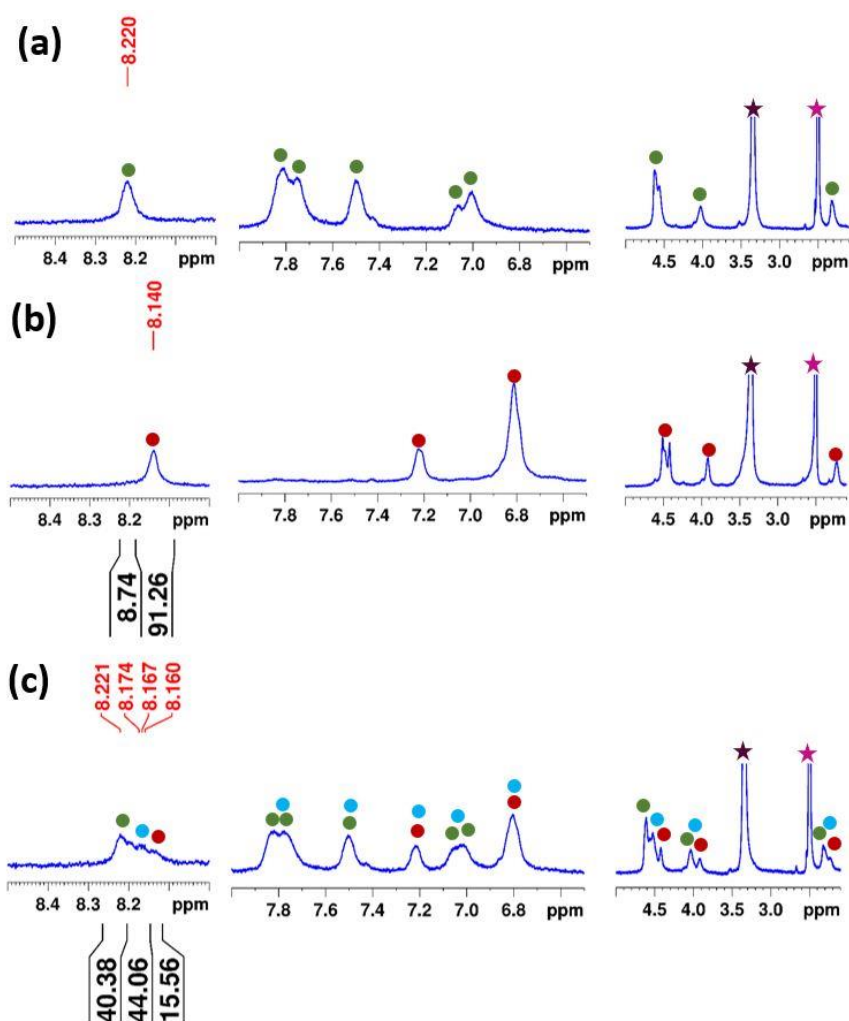 (a)
8.220
8.4 8.3 8.2 ppm
7.8 7.6 7.4 7.2 7.0 6.8 ppm
4.5 4.0 3.5 3.0 ppm
(b)
8.140
8.4 8.3 8.2 ppm
7.8 7.6 7.4 7.2 7.0 6.8 ppm
4.5 4.0 3.5 3.0 ppm
8.74
91.26
(c)
8.221
8.174
8.167
8.160
8.4 8.3 8.2 ppm
7.8 7.6 7.4 7.2 7.0 6.8 ppm
4.5 4.0 3.5 3.0 ppm
40.38
44.06
15.56